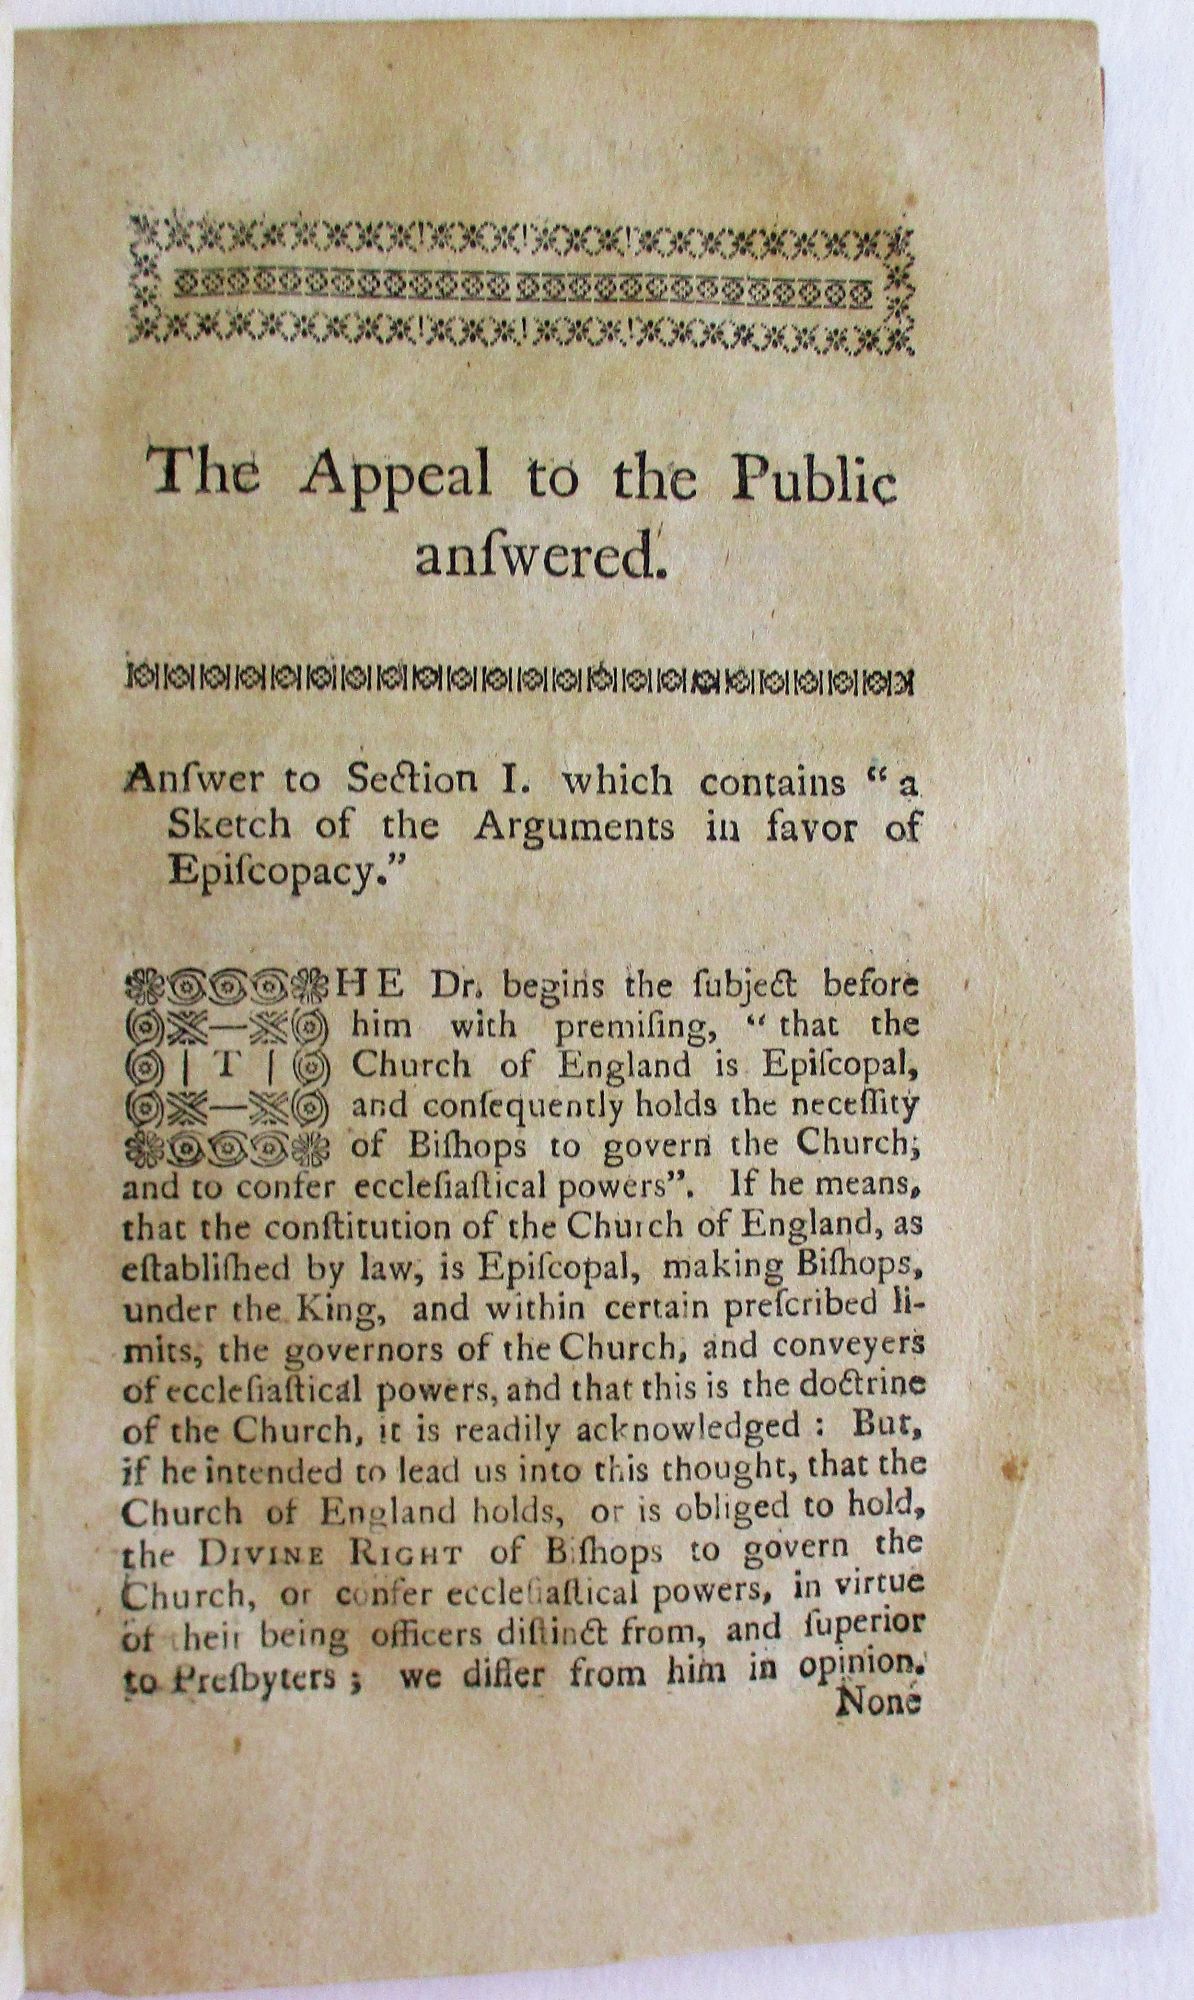 The Appeal to the Public
anſwered.
Anſwer to Section I. which contains “a
Sketch of the Arguments in favor of
Epiſcopacy.”
THE Dr. begins the ſubject before
him with premiſing, “that the
Church of England is Epiſcopal,
and conſequently holds the neceſſity
of Biſhops to govern the Church;
and to confer eccleſiaſtical powers”. If he means,
that the conſtitution of the Church of England, as
eſtabliſhed by law, is Epiſcopal, making Biſhops,
under the King, and within certain preſcribed li-
mits, the governors of the Church, and conveyers
of eccleſiaſtical powers, and that this is the doctrine
of the Church, it is readily acknowledged : But,
if he intended to lead us into this thought, that the
Church of England holds, or is obliged to hold,
the DIVINE RIGHT of Biſhops to govern the
Church, or confer eccleſiaſtical powers, in virtue
of their being officers diſtinct from, and ſuperior
to Preſbyters ; we differ from him in opinion.
None